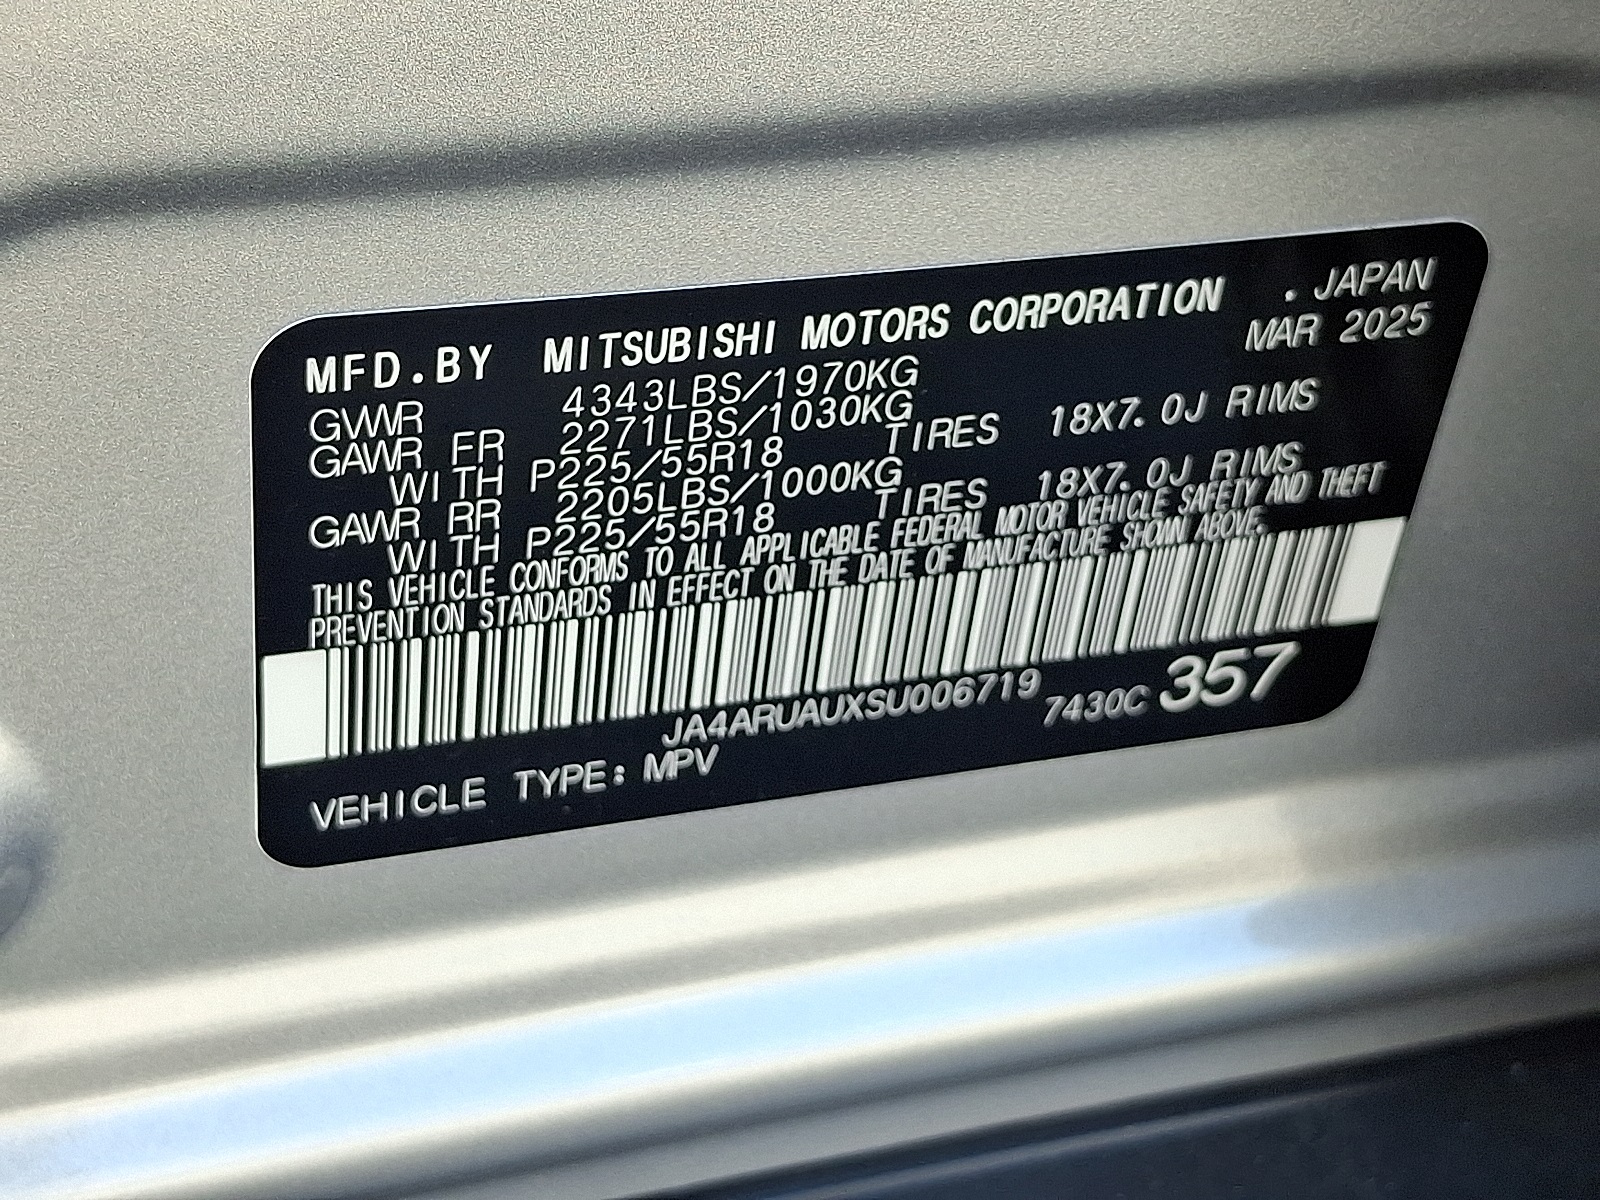 MFD.BY MITSUBISHI MOTORS CORPORATION . JAPAN
MAR 2025
GVWR 4343LBS/1970KG
GAWR FR 2271LBS/1030KG
WITH P225/55R18 TIRES 18X7.0J RIMS
GAWR RR 2205LBS/1000KG
WITH P225/55R18 TIRES 18X7.0J RIMS
THIS VEHICLE CONFORMS TO ALL APPLICABLE FEDERAL MOTOR VEHICLE SAFETY AND THEFT
PREVENTION STANDARDS IN EFFECT ON THE DATE OF MANUFACTURE SHOWN ABOVE.
JA4ARUAUXSU006719 7430C 357
VEHICLE TYPE: MPV